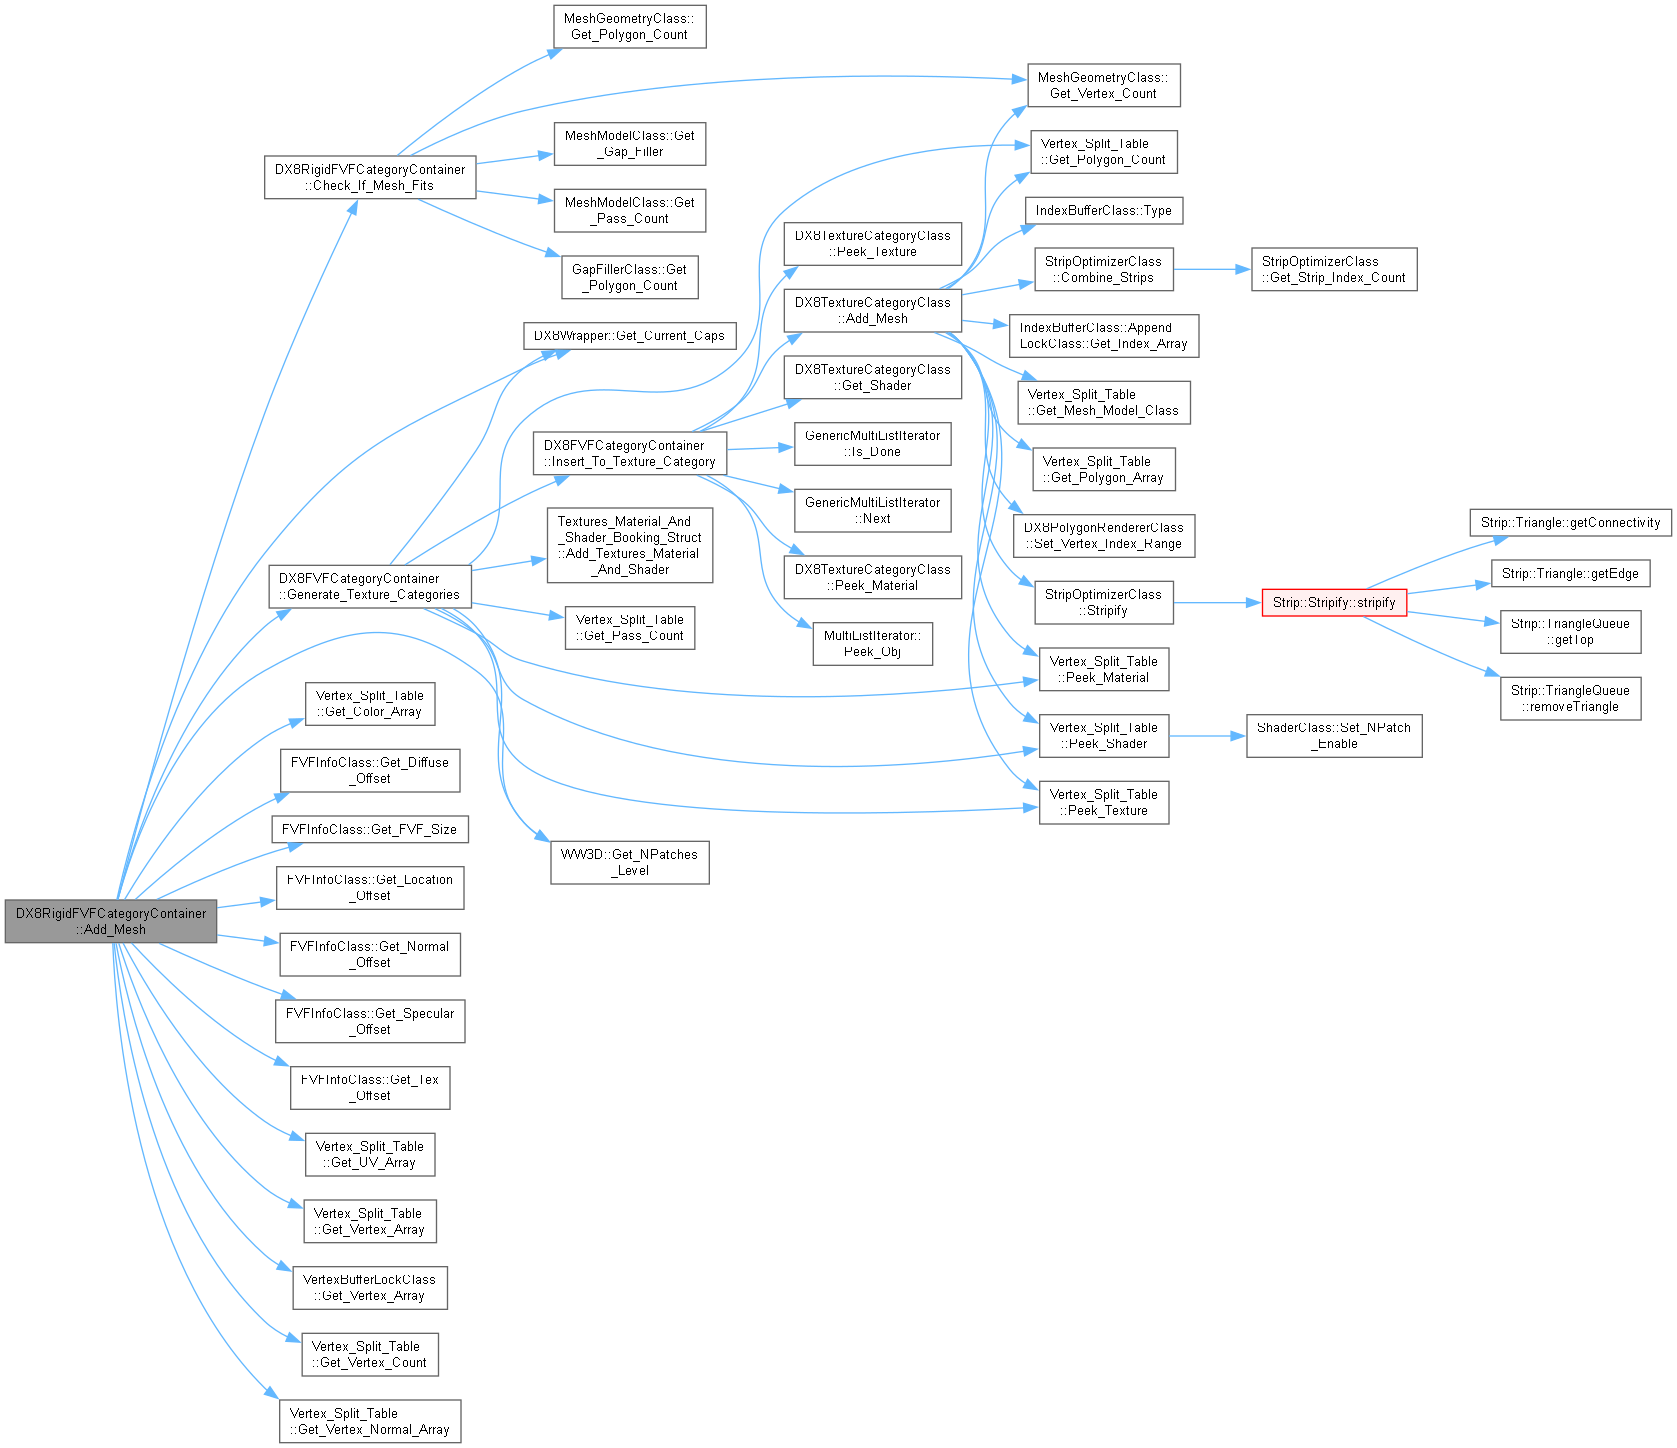 MeshGeometryClass::
Get_Polygon_Count
MeshGeometryClass::
Get_Vertex_Count
MeshModelClass::Get
_Gap_Filler
Vertex_Split_Table
::Get_Polygon_Count
DX8RigidFVFCategoryContainer
::Check_If_Mesh_Fits
MeshModelClass::Get
_Pass_Count
IndexBufferClass::Type
DX8TextureCategoryClass
::Peek_Texture
GapFillerClass::Get
_Polygon_Count
StripOptimizerClass
::Combine_Strips
StripOptimizerClass
::Get_Strip_Index_Count
DX8TextureCategoryClass
::Add_Mesh
DX8Wrapper::Get_Current_Caps
IndexBufferClass::Append
LockClass::Get_Index_Array
DX8TextureCategoryClass
::Get_Shader
Vertex_Split_Table
::Get_Mesh_Model_Class
DX8FVFCategoryContainer
::Insert_To_Texture_Category
GenericMultiListIterator
::Is_Done
Vertex_Split_Table
::Get_Polygon_Array
GenericMultiListIterator
::Next
Textures_Material_And
_Shader_Booking_Struct
::Add_Textures_Material
_And_Shader
DX8PolygonRendererClass
::Set_Vertex_Index_Range
Strip::Triangle::getConnectivity
DX8FVFCategoryContainer
::Generate_Texture_Categories
DX8TextureCategoryClass
::Peek_Material
Strip::Triangle::getEdge
StripOptimizerClass
::Stripify
Strip::Stripify::stripify
Vertex_Split_Table
::Get_Pass_Count
MultiListIterator::
Peek_Obj
Strip::TriangleQueue
::getTop
Vertex_Split_Table
::Peek_Material
Strip::TriangleQueue
::removeTriangle
Vertex_Split_Table
::Get_Color_Array
Vertex_Split_Table
::Peek_Shader
ShaderClass::Set_NPatch
_Enable
FVFInfoClass::Get_Diffuse
_Offset
Vertex_Split_Table
::Peek_Texture
FVFInfoClass::Get_FVF_Size
WW3D::Get_NPatches
_Level
FVFInfoClass::Get_Location
_Offset
DX8RigidFVFCategoryContainer
::Add_Mesh
FVFInfoClass::Get_Normal
_Offset
FVFInfoClass::Get_Specular
_Offset
FVFInfoClass::Get_Tex
_Offset
Vertex_Split_Table
::Get_UV_Array
Vertex_Split_Table
::Get_Vertex_Array
VertexBufferLockClass
::Get_Vertex_Array
Vertex_Split_Table
::Get_Vertex_Count
Vertex_Split_Table
::Get_Vertex_Normal_Array